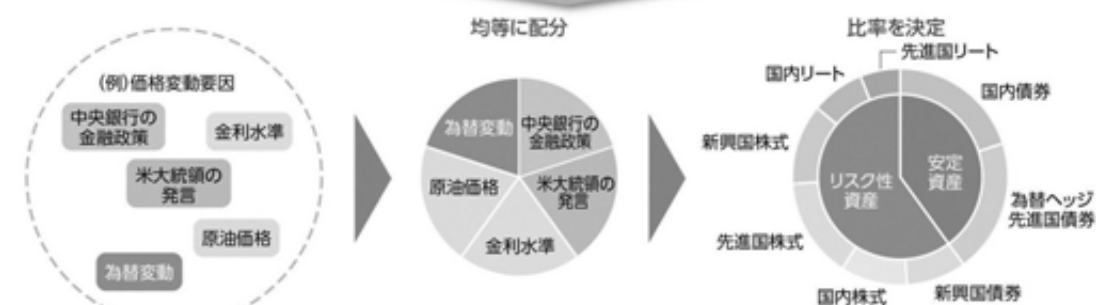 (例)価格変動要因
中央銀行の
金融政策
金利水準
米大統領の
発言
原油価格
為替変動
均等に配分
為替変動
中央銀行の
金融政策
原油価格
米大統領の
発言
金利水準
比率を決定
先進国リート
国内リート
国内債券
新興国株式
安定
資産
リスク性
資産
為替ヘッジ
先進国債券
先進国株式
新興国債券
国内株式